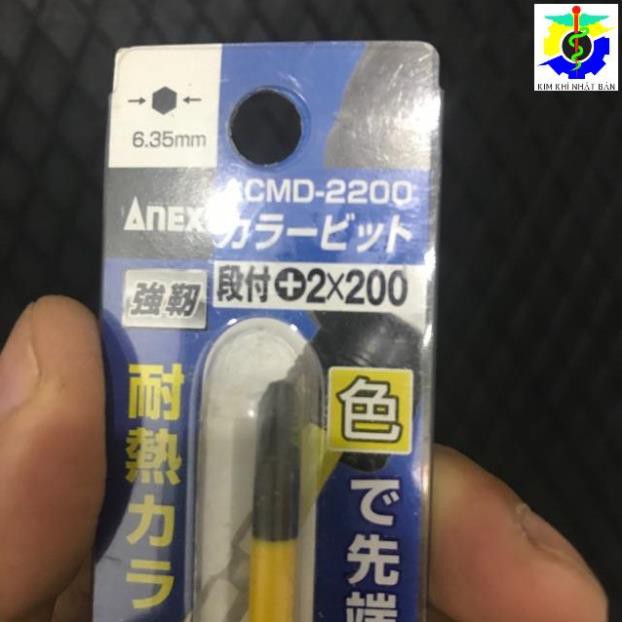 KIM KHÍ NHẬT BẢN
6.35mm
ACMD-2200
ANEX
カラービット
段付+2×200
強靭
耐熱カラ
色
で先端